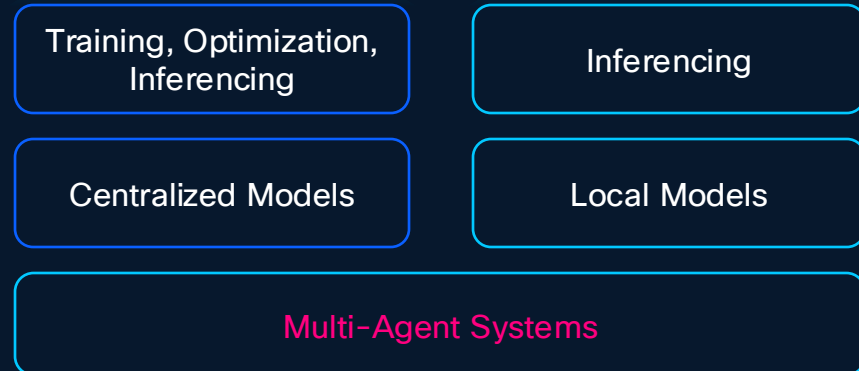 Training, Optimization,
Inferencing
Inferencing
Centralized Models
Local Models
Multi-Agent Systems